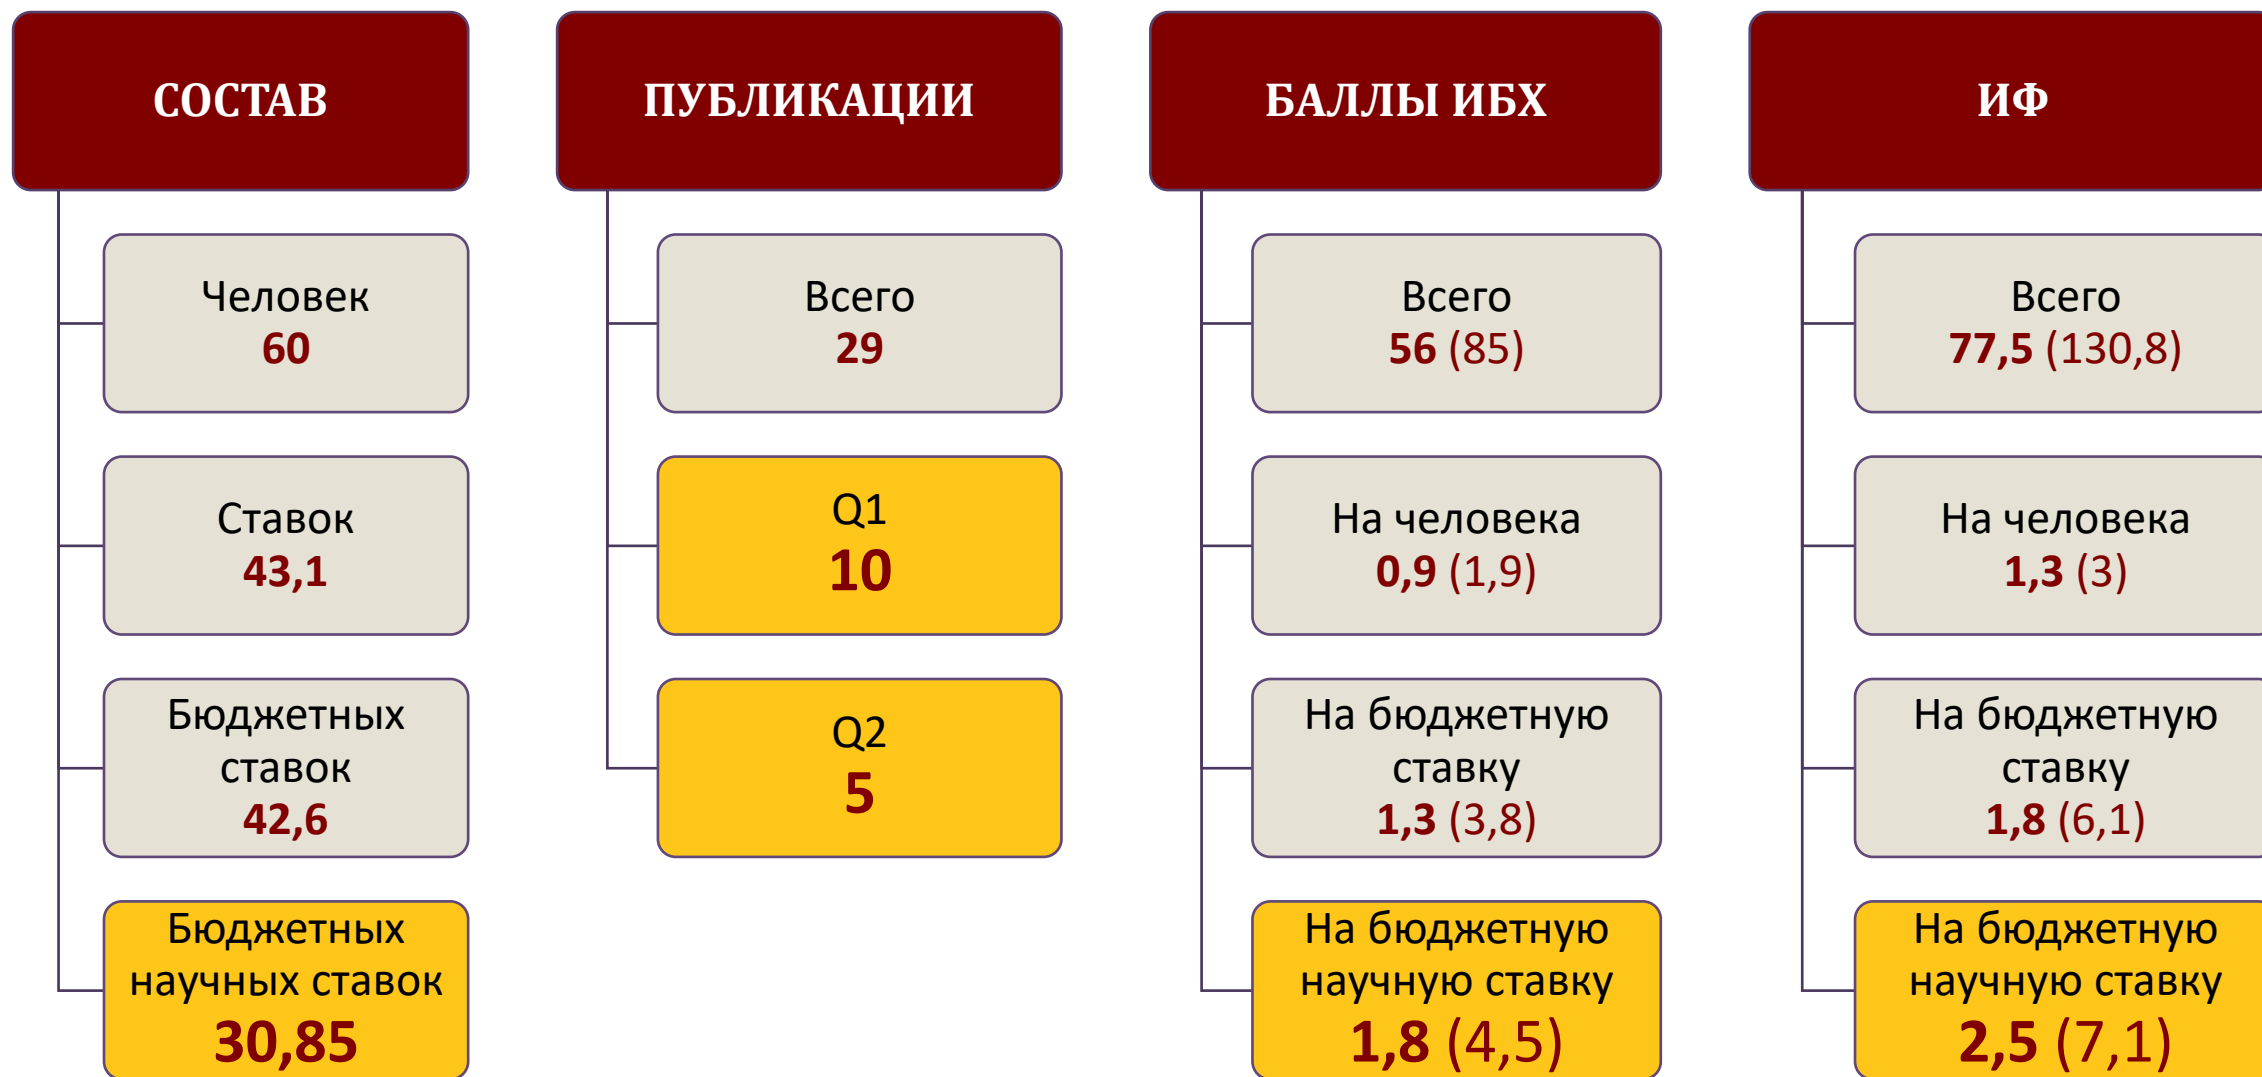 СОСТАВ
Человек
60
Ставок
43,1
Бюджетных
ставок
42,6
Бюджетных
научных ставок
30,85
ПУБЛИКАЦИИ
Всего
29
Q1
10
Q2
5
БАЛЛЫ ИБХ
Всего
56 (85)
На человека
0,9 (1,9)
На бюджетную
ставку
1,3 (3,8)
На бюджетную
научную ставку
1,8 (4,5)
ИФ
Всего
77,5 (130,8)
На человека
1,3 (3)
На бюджетную
ставку
1,8 (6,1)
На бюджетную
научную ставку
2,5 (7,1)